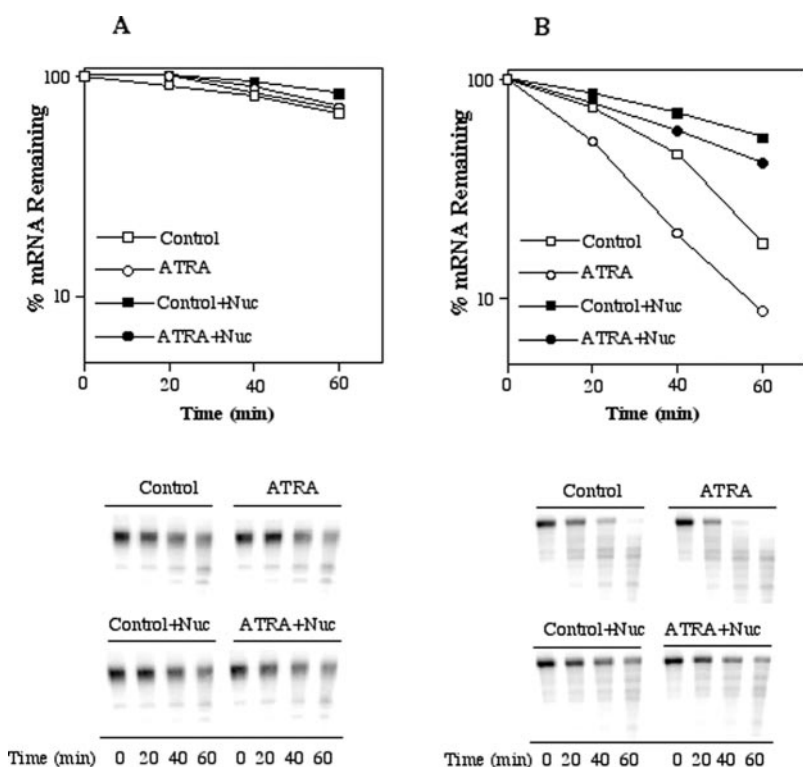 A
100
10
% mRNA Remaining
Control
ATRA
Control+Nuc
ATRA+Nuc
0 20 40 60
Time (min)
B
100
10
% mRNA Remaining
Control
ATRA
Control+Nuc
ATRA+Nuc
0 20 40 60
Time (min)
Control ATRA
Control+Nuc ATRA+Nuc
Time (min) 0 20 40 60 0 20 40 60
Control ATRA
Control+Nuc ATRA+Nuc
Time (min) 0 20 40 60 0 20 40 60